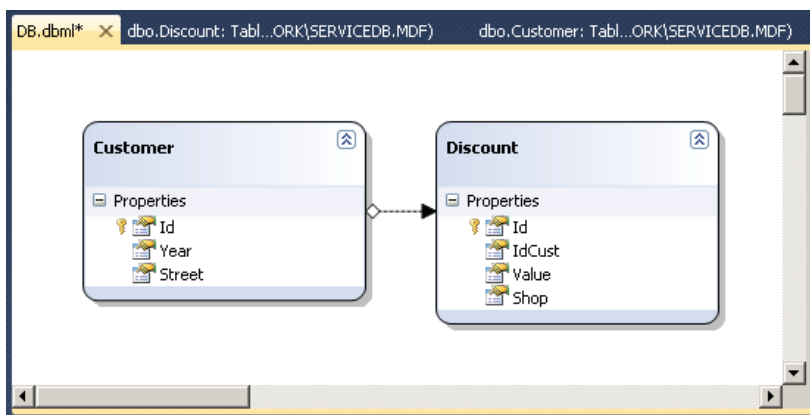 DB.dbml* dbo.Discount: Tabl...ORK\SERVICEDB.MDF) dbo.Customer: Tabl...ORK\SERVICEDB.MDF)
Customer
Properties
Id
Year
Street
Discount
Properties
Id
IdCust
Value
Shop